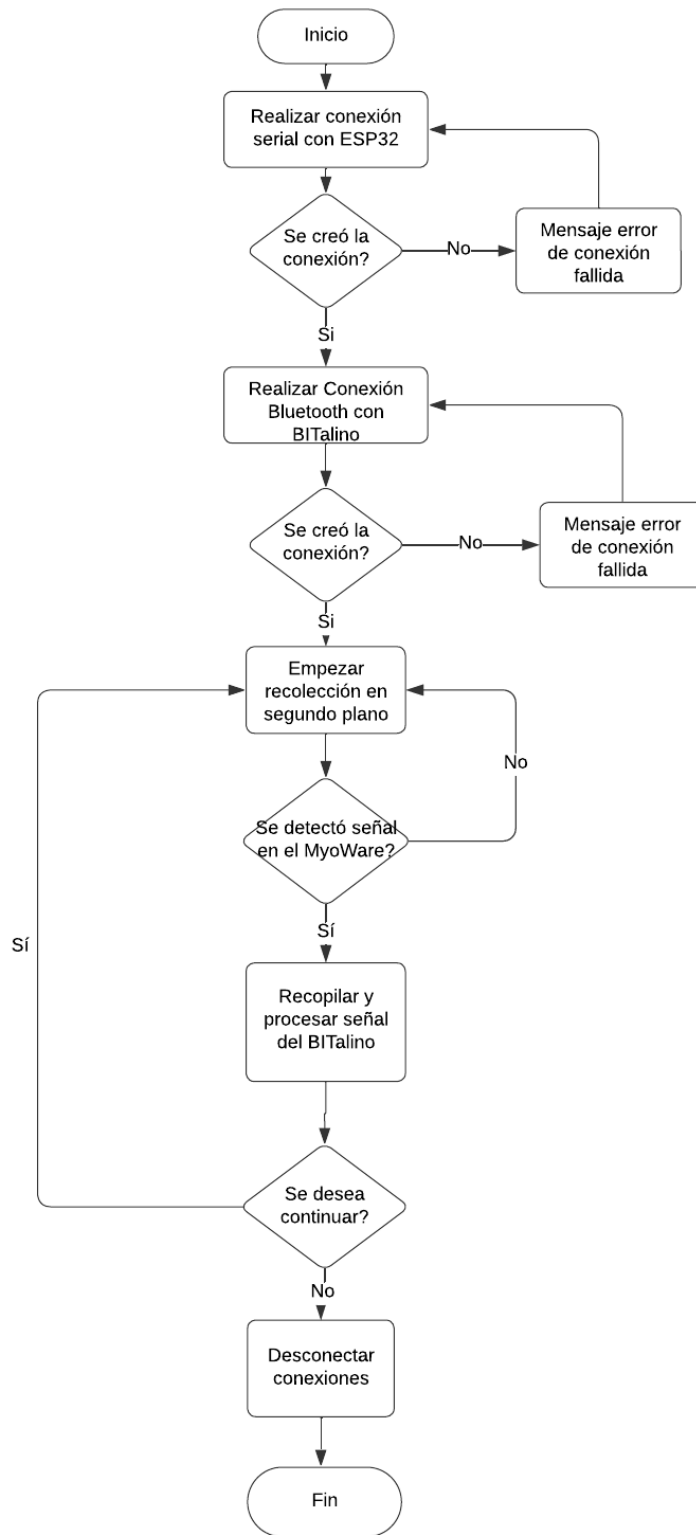 Inicio
Realizar conexión
serial con ESP32
Se creó la
conexión?
No
Mensaje error
de conexión
fallida
Si
Realizar Conexión
Bluetooth con
BITalino
Se creó la
conexión?
No
Mensaje error
de conexión
fallida
Si
Empezar
recolección en
segundo plano
No
Se detectó señal
en el MyoWare?
Sí
Sí
Recopilar y
procesar señal
del BITalino
Se desea
continuar?
No
Desconectar
conexiones
Fin